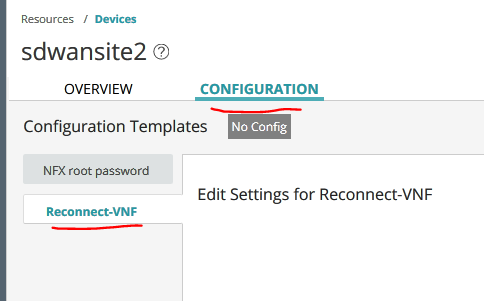 Resources / Devices
sdwansite2 ?
OVERVIEW CONFIGURATION
Configuration Templates No Config
NFX root password
Edit Settings for Reconnect-VNF
Reconnect-VNF